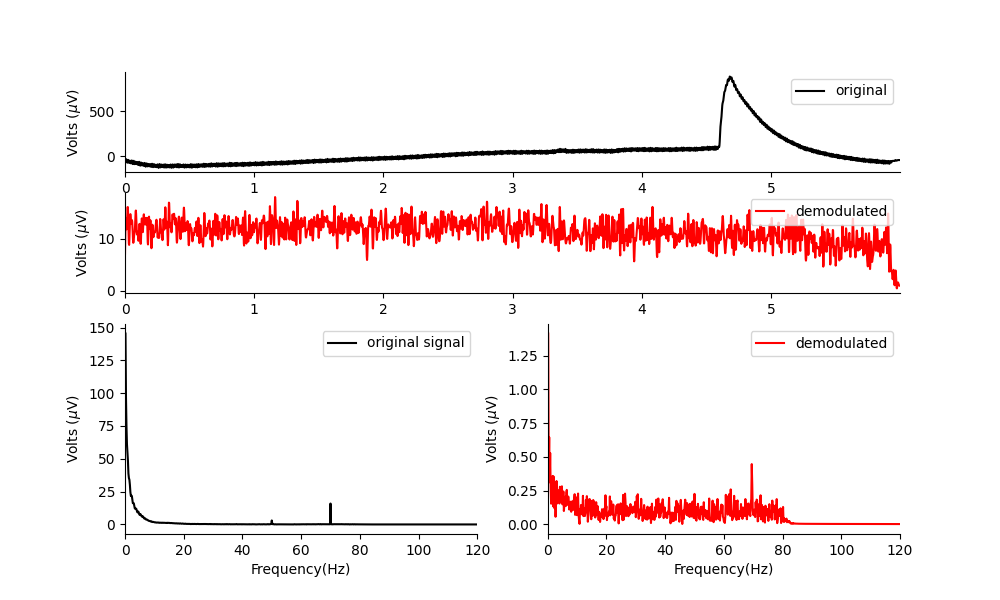 Volts (μV)
500
0
original
0 1 2 3 4 5
Volts (μV)
10
0
demodulated
0 1 2 3 4 5
Volts (μV)
150
125
100
75
50
25
0
original signal
0 20 40 60 80 100 120
Frequency(Hz)
Volts (μV)
1.25
1.00
0.75
0.50
0.25
0.00
demodulated
0 20 40 60 80 100 120
Frequency(Hz)